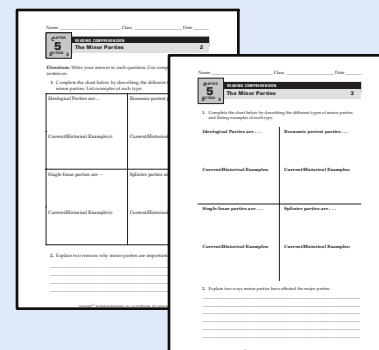 Name Class Date
CHAPTER
5
SECTION 2
READING COMPREHENSION
The Minor Parties 2
Directions: Write your answer to each question. Use comp
sentences.
1. Complete the chart below by describing the different
minor parties. List examples of each type.
Ideological Parties are… Economic protest
Current/Historical Example(s): Current/Historical
Single-Issue parties are… Splinter parties are
Current/Historical Example(s): Current/Historical
2. Explain two reasons why minor parties are important
Name Class Date
CHAPTER
5
SECTION 2
READING COMPREHENSION
The Minor Parties 3
1. Complete the chart below by describing the different types of minor parties
and listing examples of each type.
Ideological Parties are . . . Economic protest parties are . . .
Current/Historical Examples: Current/Historical Examples:
Single-Issue parties are . . . Splinter parties are . . .
Current/Historical Examples: Current/Historical Examples:
2. Explain two ways minor parties have affected the major parties.